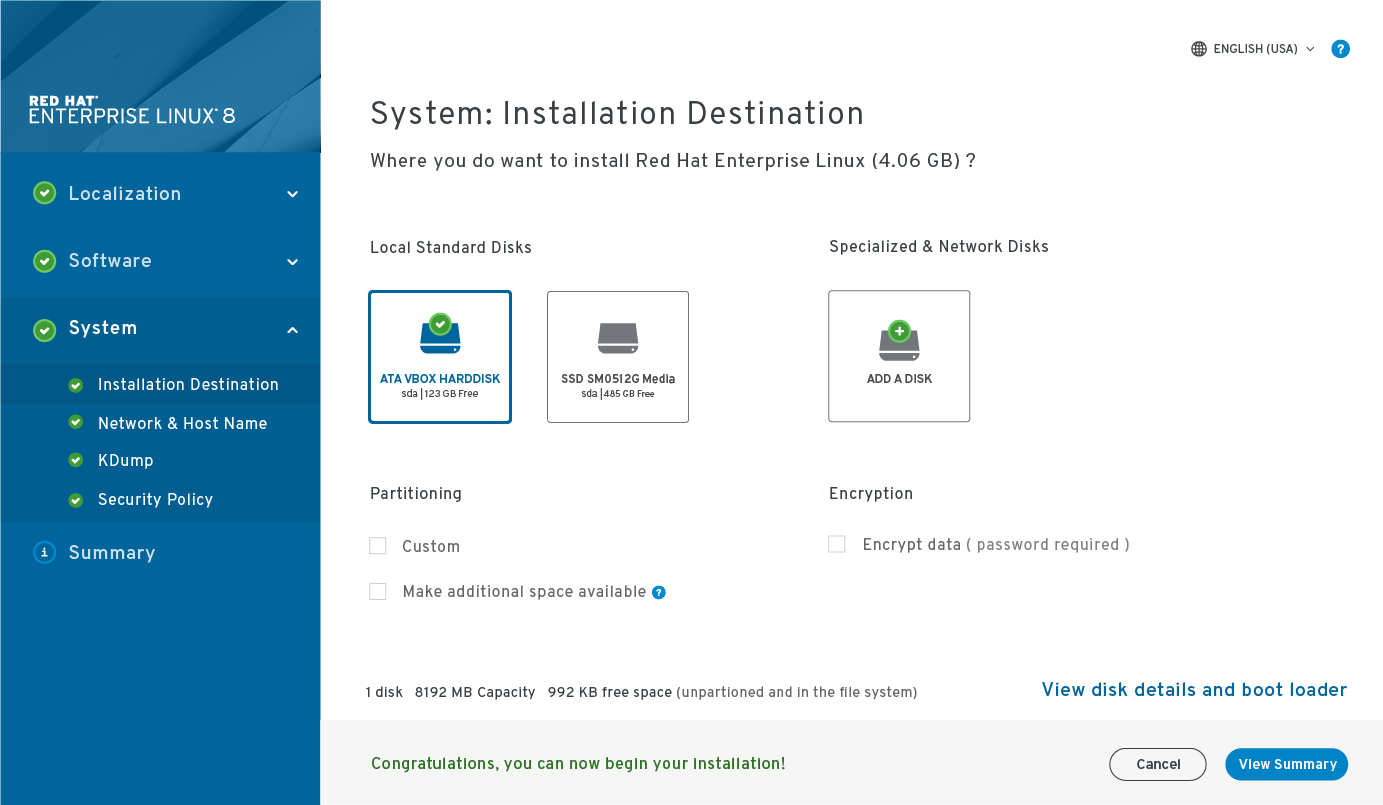 RED HAT®
ENTERPRISE LINUX® 8
Localization
Software
System
Installation Destination
Network & Host Name
KDump
Security Policy
Summary
ENGLISH (USA)
?
System: Installation Destination
Where you do want to install Red Hat Enterprise Linux (4.06 GB) ?
Local Standard Disks
Specialized & Network Disks
ATA VBOX HARDDISK
sda | 123 GB Free
SSD SM0512G Media
sda | 485 GB Free
ADD A DISK
Partitioning
Custom
Make additional space available ?
Encryption
Encrypt data ( password required )
1 disk 8192 MB Capacity 992 KB free space (unpartioned and in the file system)
View disk details and boot loader
Congratulations, you can now begin your installation!
Cancel
View Summary